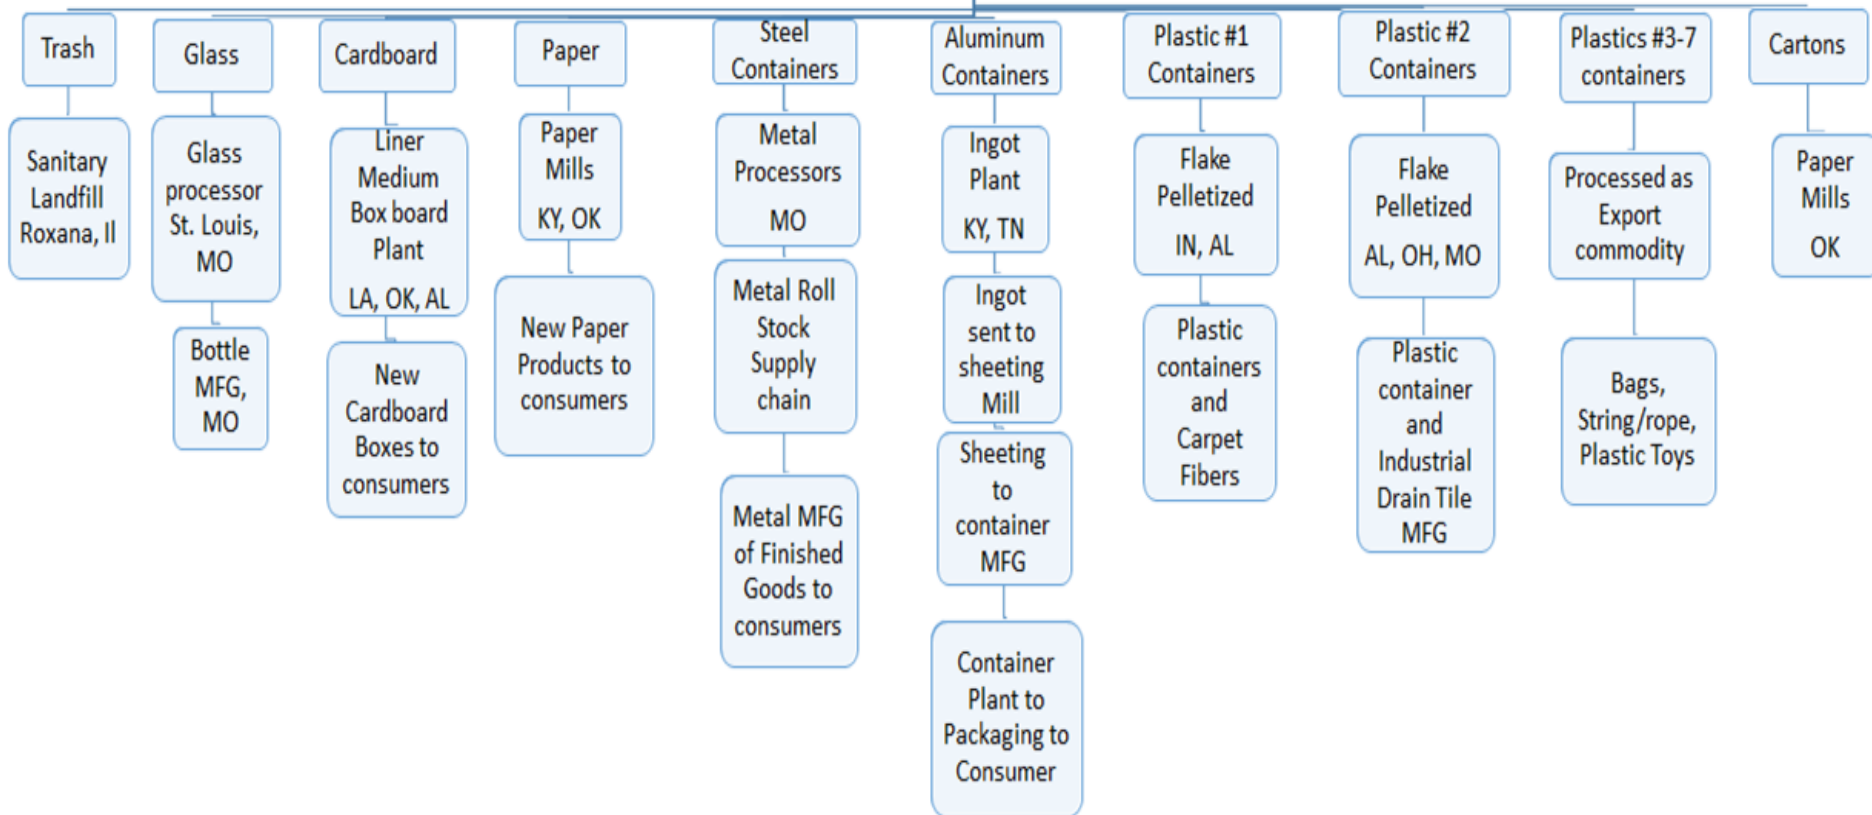 Trash
Sanitary
Landfill
Roxana, Il
Glass
Glass
processor
St. Louis,
MO
Bottle
MFG,
MO
Cardboard
Liner
Medium
Box board
Plant
LA, OK, AL
New
Cardboard
Boxes to
consumers
Paper
Paper
Mills
KY, OK
New Paper
Products to
consumers
Steel
Containers
Metal
Processors
MO
Metal Roll
Stock
Supply
chain
Metal MFG
of Finished
Goods to
consumers
Aluminum
Containers
Ingot
Plant
KY, TN
Ingot
sent to
sheeting
Mill
Sheeting
to
container
MFG
Container
Plant to
Packaging to
Consumer
Plastic #1
Containers
Flake
Pelletized
IN, AL
Plastic
containers
and
Carpet
Fibers
Plastic #2
Containers
Flake
Pelletized
AL, OH, MO
Plastic
container
and
Industrial
Drain Tile
MFG
Plastics #3-7
containers
Processed as
Export
commodity
Bags,
String/rope,
Plastic Toys
Cartons
Paper
Mills
OK